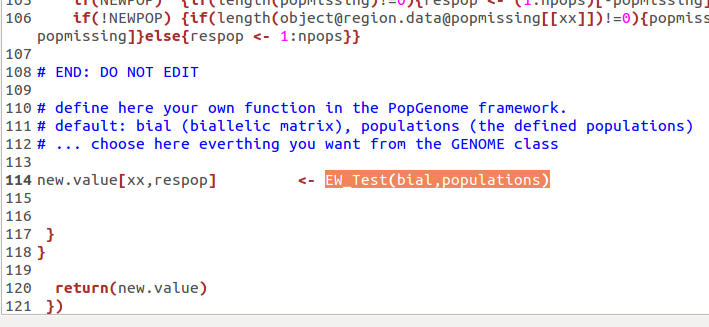 105 if(NEWPOP) {if(length(popmissing)!=0){respop <- (1:npops)[-popmissing]
106 if(!NEWPOP) {if(length(object@region.data@popmissing[[xx]])!=0){popmiss
popmissing]}else{respop <- 1:npops}}
107
108 # END: DO NOT EDIT
109
110 # define here your own function in the PopGenome framework.
111 # default: bial (biallelic matrix), populations (the defined populations)
112 # ... choose here everthing you want from the GENOME class
113
114 new.value[xx,respop] <- EW_Test(bial,populations)
115
116
117 }
118 }
119
120 return(new.value)
121 })